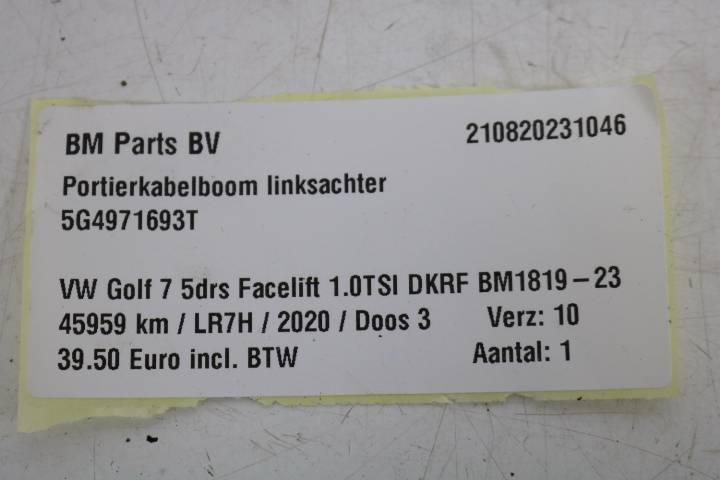 BM Parts BV 210820231046
Portierkabelboom linksachter
5G4971693T
VW Golf 7 5drs Facelift 1.0TSI DKRF BM1819-23
45959 km / LR7H / 2020 / Doos 3 Verz: 10
39.50 Euro incl. BTW Aantal: 1